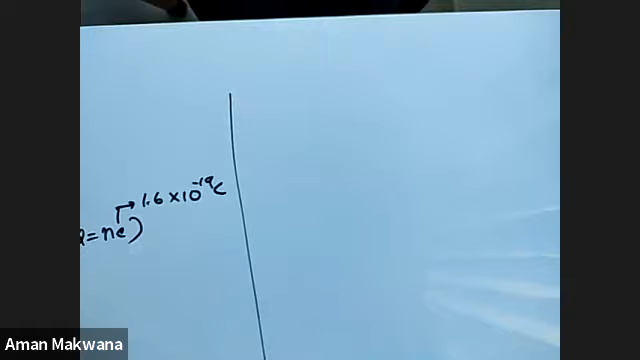 → 1.6 × 10⁻¹⁹C
=ne)
Aman Makwana